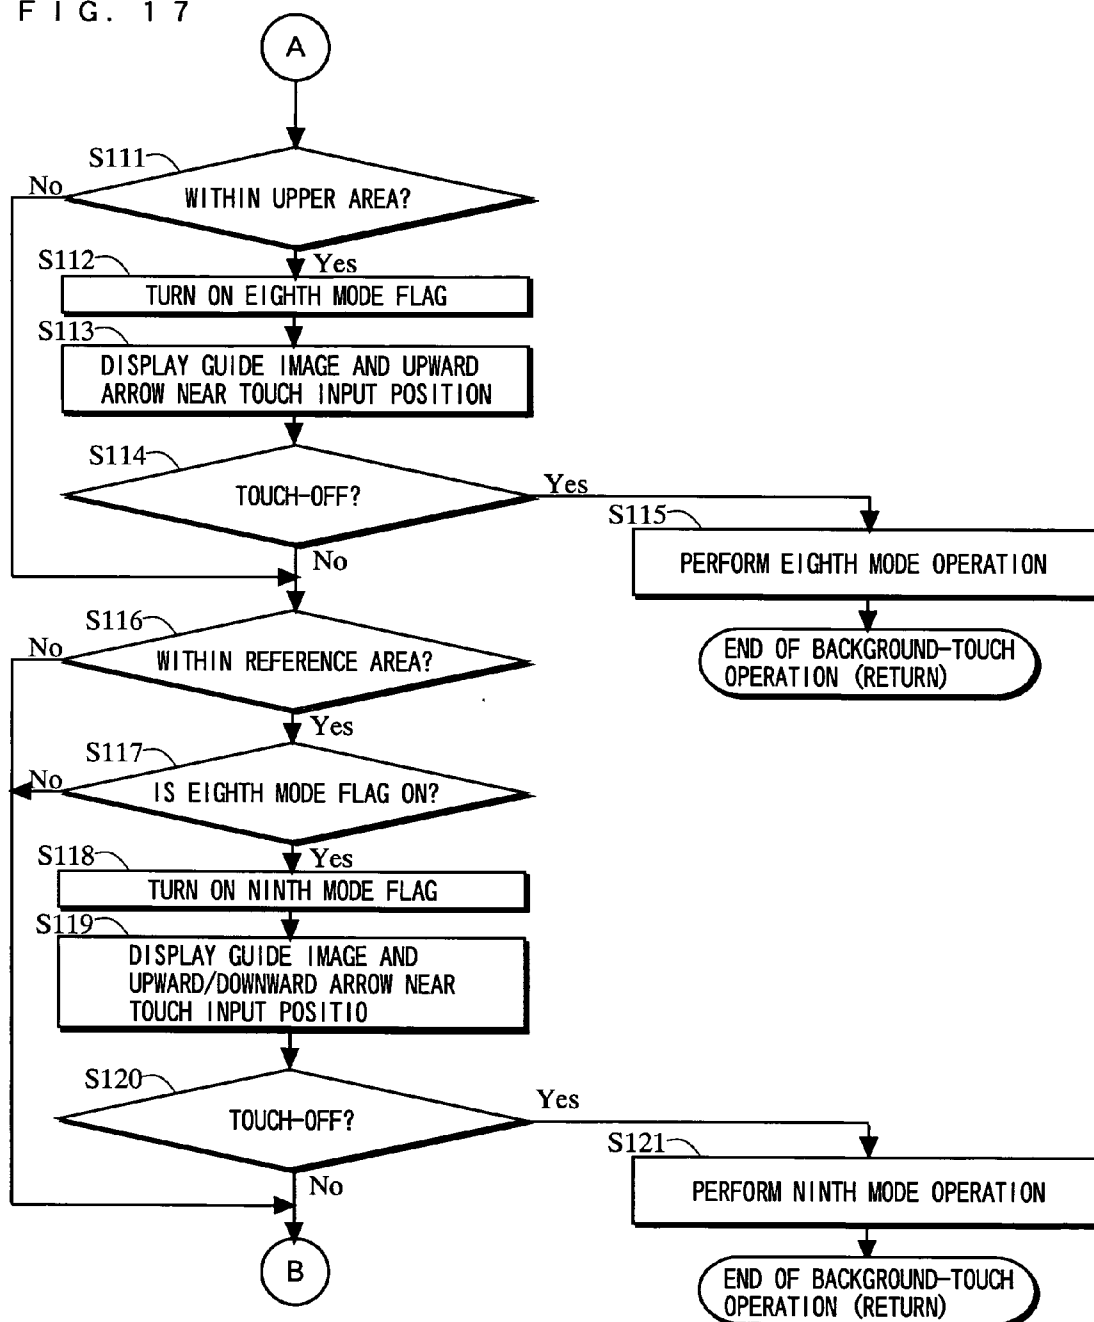 FIG. 17
A
S111
No
WITHIN UPPER AREA?
S112
Yes
TURN ON EIGHTH MODE FLAG
S113
DISPLAY GUIDE IMAGE AND UPWARD
ARROW NEAR TOUCH INPUT POSITION
S114
TOUCH-OFF?
Yes
S115
No
PERFORM EIGHTH MODE OPERATION
S116
No
WITHIN REFERENCE AREA?
END OF BACKGROUND-TOUCH
OPERATION (RETURN)
Yes
S117
No
IS EIGHTH MODE FLAG ON?
S118
Yes
TURN ON NINTH MODE FLAG
S119
DISPLAY GUIDE IMAGE AND
UPWARD/DOWNWARD ARROW NEAR
TOUCH INPUT POSITIO
S120
TOUCH-OFF?
Yes
S121
No
PERFORM NINTH MODE OPERATION
B
END OF BACKGROUND-TOUCH
OPERATION (RETURN)